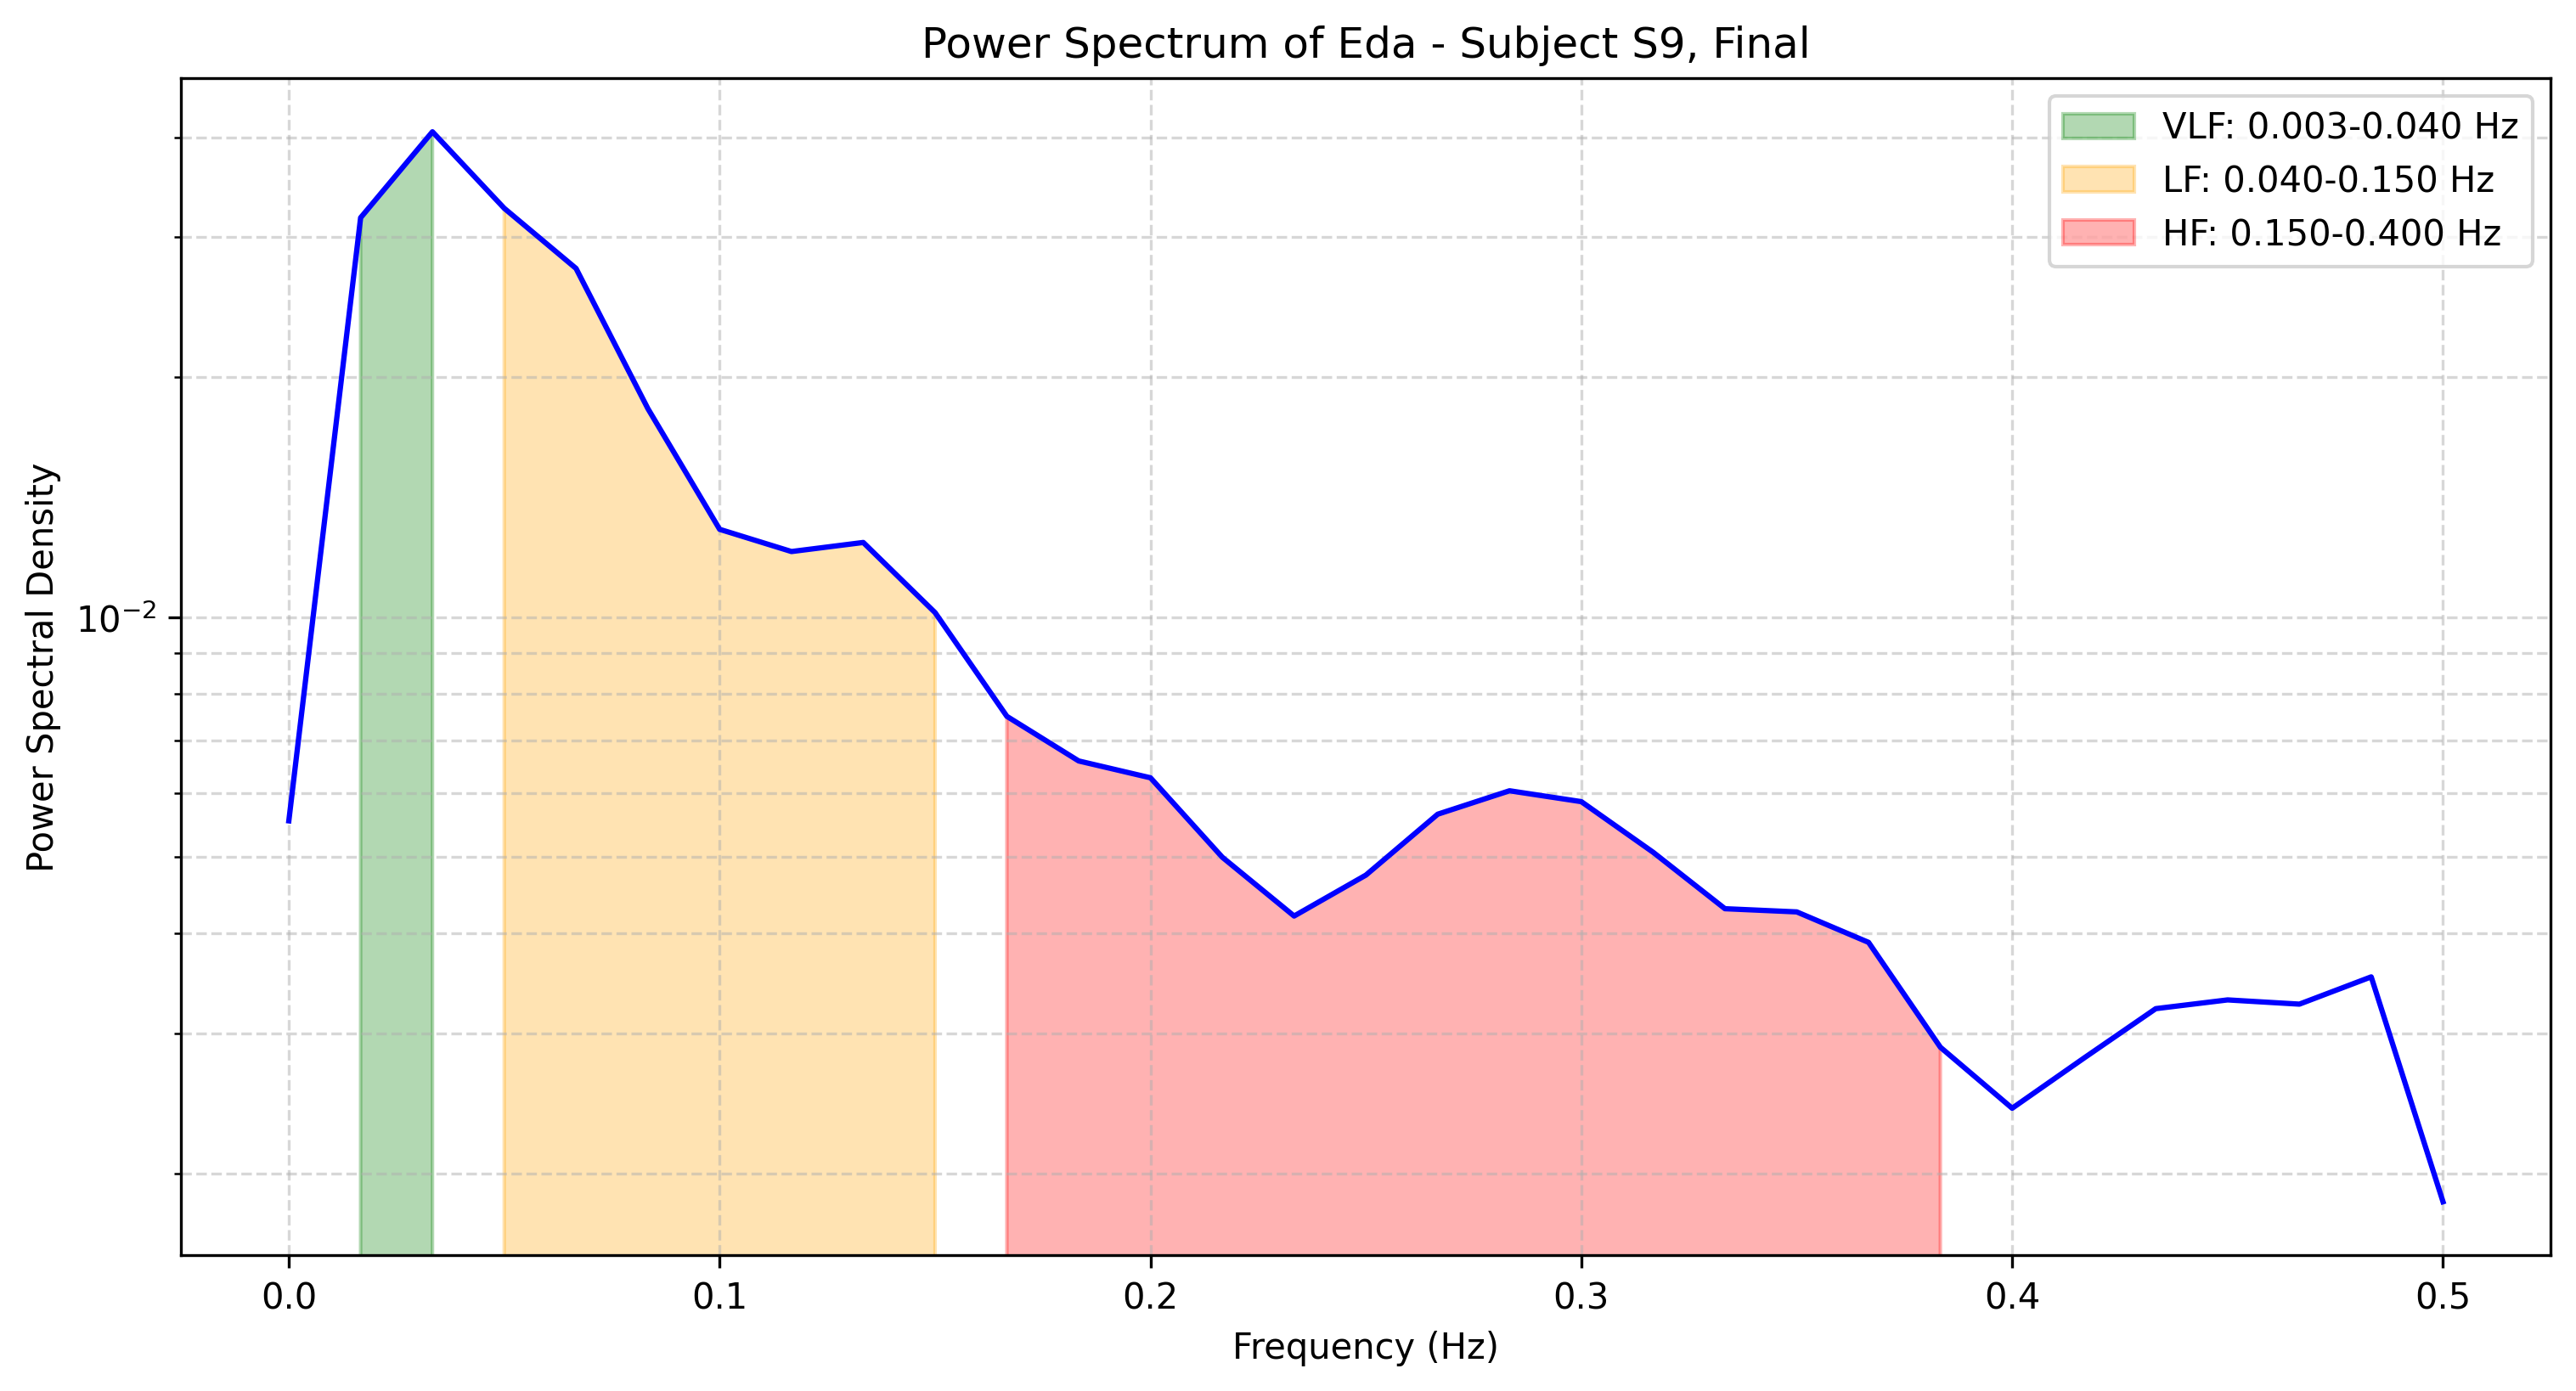 Power Spectrum of Eda - Subject S9, Final
VLF: 0.003-0.040 Hz
LF: 0.040-0.150 Hz
HF: 0.150-0.400 Hz
Power Spectral Density
10⁻²
0.0 0.1 0.2 0.3 0.4 0.5
Frequency (Hz)